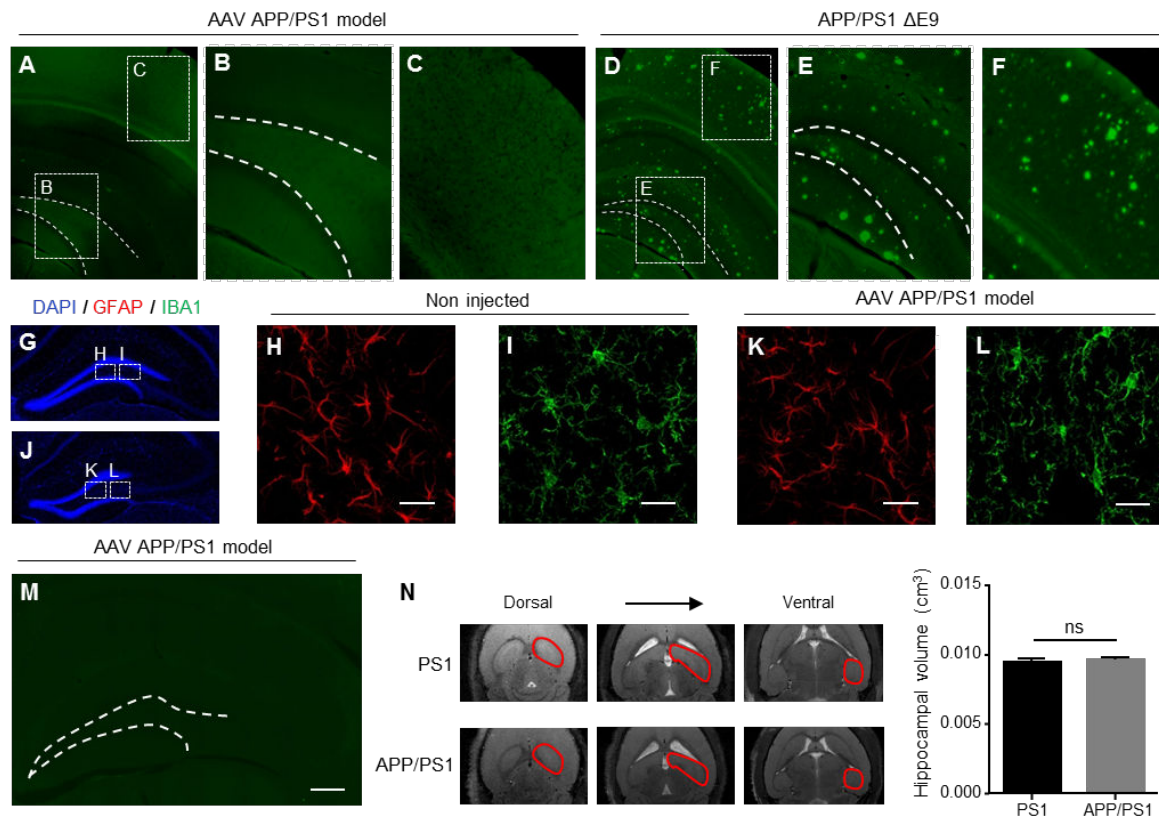 AAV APP/PS1 model
APP/PS1 ΔE9
A
C
B
B
C
D
F
E
E
F
DAPI / GFAP / IBA1
Non injected
AAV APP/PS1 model
G
H I
H
I
K
L
J
K L
AAV APP/PS1 model
M
N
Dorsal
Ventral
PS1
APP/PS1
Hippocampal volume (cm³)
0.015
0.010
0.005
0.000
ns
PS1
APP/PS1